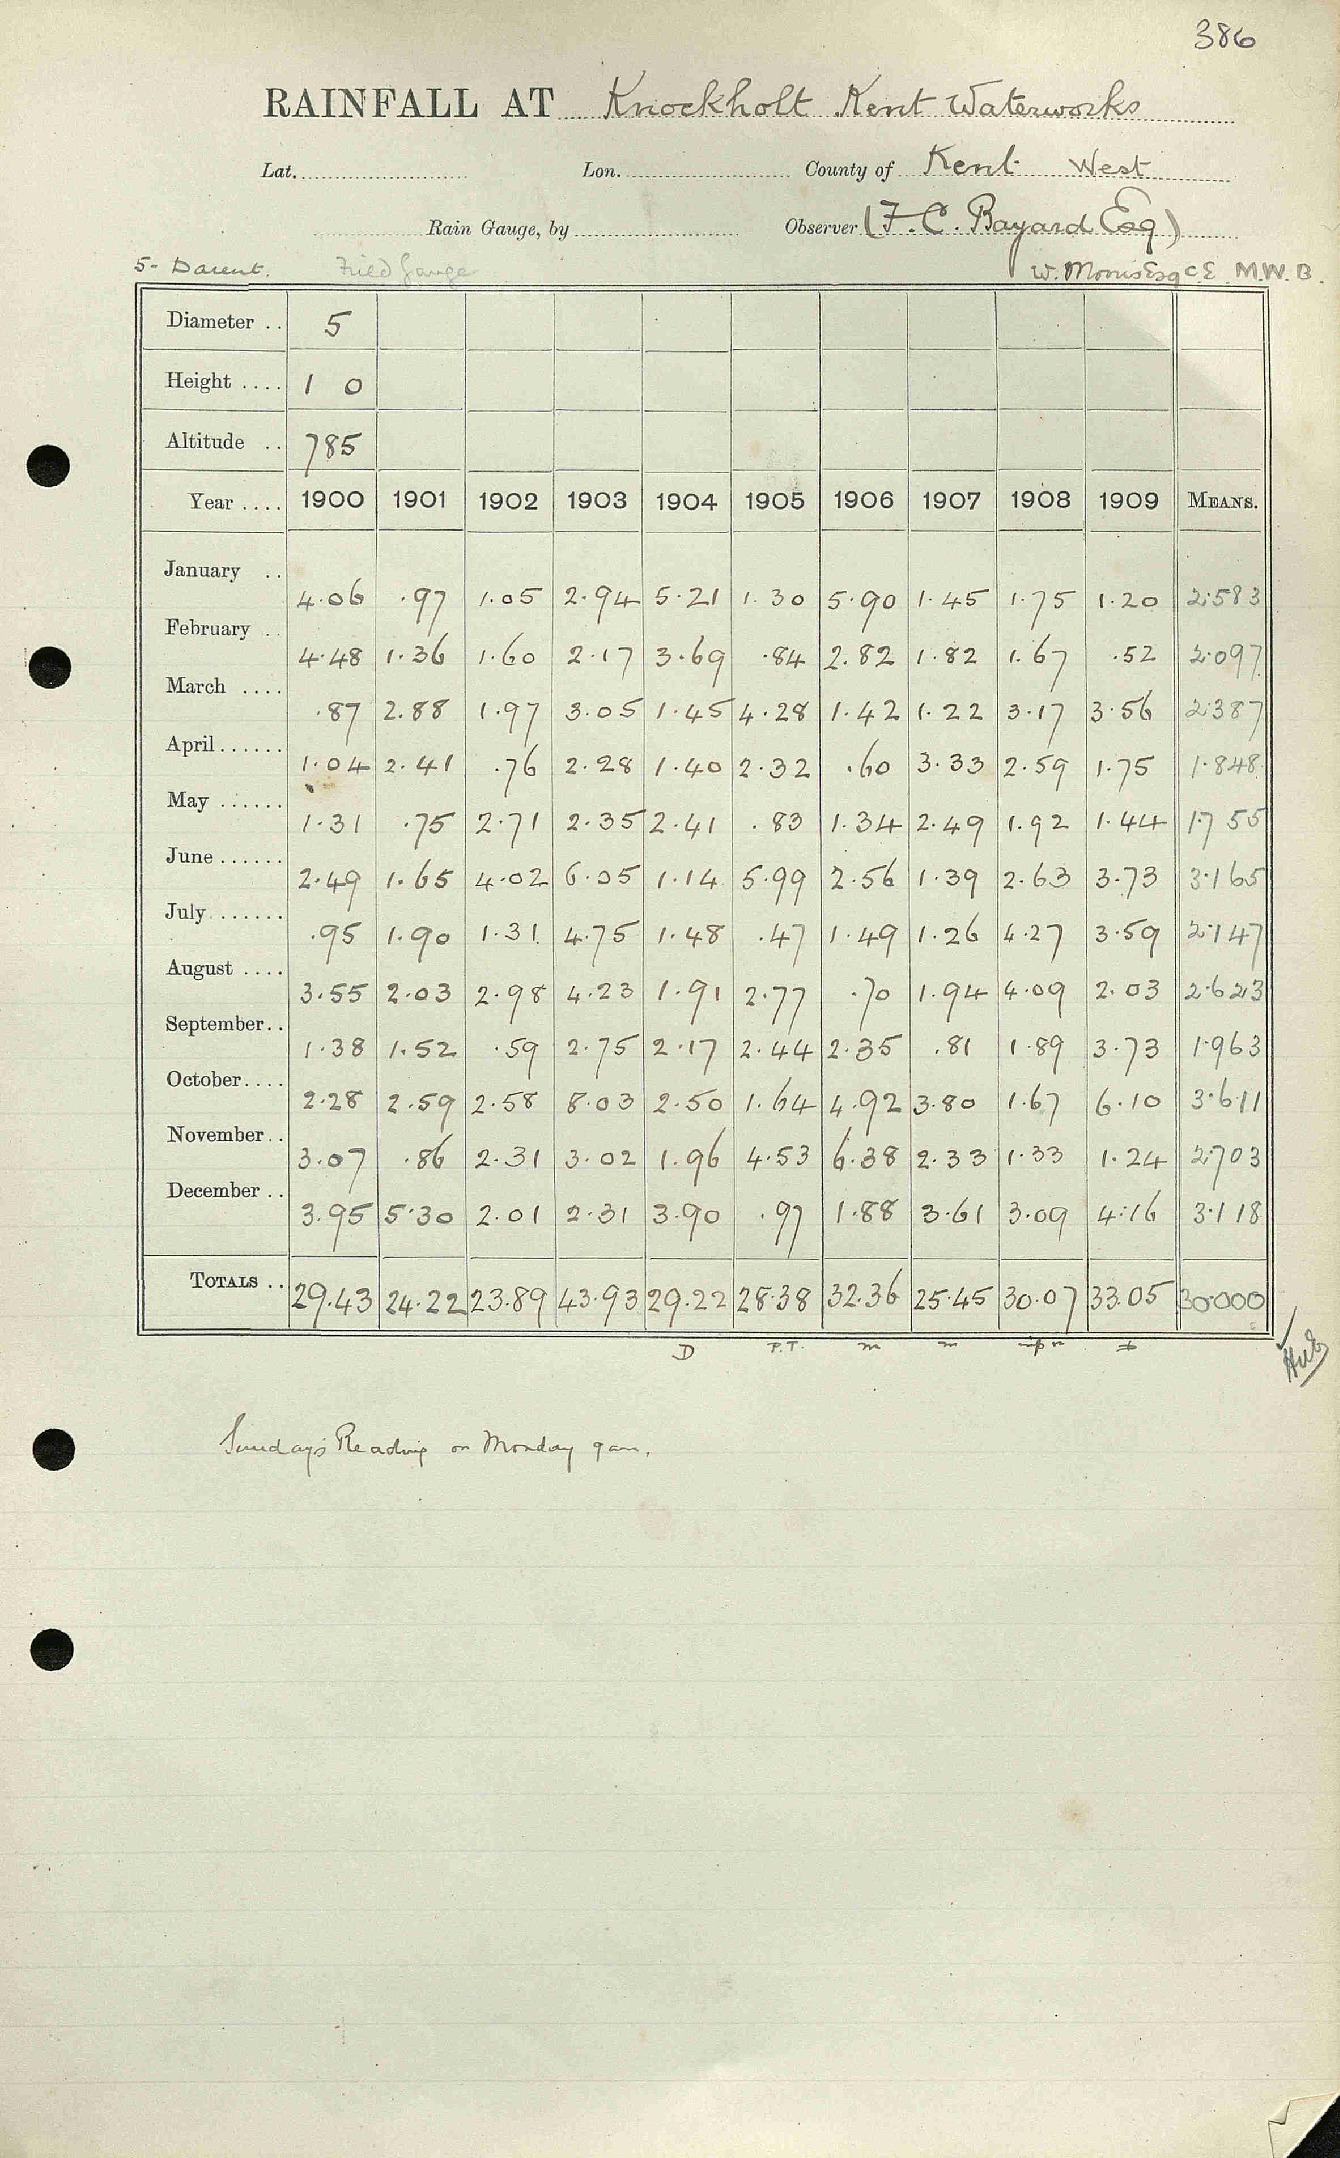 386
RAINFALL AT Knockholt Kent Waterworks
Lat. Lon. County of Kent West
Rain Gauge, by Observer (F. C. Bayard Esq)
5- Darent. Field Gauge W. Morris Esq C.E. M.W.B.
Diameter .. 5
Height .... 1 0
Altitude .. 785
Year .... 1900 1901 1902 1903 1904 1905 1906 1907 1908 1909 MEANS.
January .. 4.06 .97 1.05 2.94 5.21 1.30 5.90 1.45 1.75 1.20 2.583
February .. 4.48 1.36 1.60 2.17 3.69 .84 2.82 1.82 1.67 .52 2.097
March .... .87 2.88 1.97 3.05 1.45 4.28 1.42 1.22 3.17 3.56 2.387
April ...... 1.04 2.41 .76 2.28 1.40 2.32 .60 3.33 2.59 1.75 1.848
May ...... 1.31 .75 2.71 2.35 2.41 .83 1.34 2.49 1.92 1.44 1.755
June ...... 2.49 1.65 4.02 6.05 1.14 5.99 2.56 1.39 2.63 3.73 3.165
July ....... .95 1.90 1.31 4.75 1.48 .47 1.49 1.26 4.27 3.59 2.147
August .... 3.55 2.03 2.98 4.23 1.91 2.77 .70 1.94 4.09 2.03 2.623
September.. 1.38 1.52 .59 2.75 2.17 2.44 2.35 .81 1.89 3.73 1.963
October.... 2.28 2.59 2.58 8.03 2.50 1.64 4.92 3.80 1.67 6.10 3.611
November.. 3.07 .86 2.31 3.02 1.96 4.53 6.38 2.33 1.33 1.24 2.703
December .. 3.95 5.30 2.01 2.31 3.90 .97 1.88 3.61 3.09 4.16 3.118
TOTALS .. 29.43 24.22 23.89 43.93 29.22 28.38 32.36 25.45 30.07 33.05 30.000
D P.T. m m
Sundays Reading on Monday 9 am.